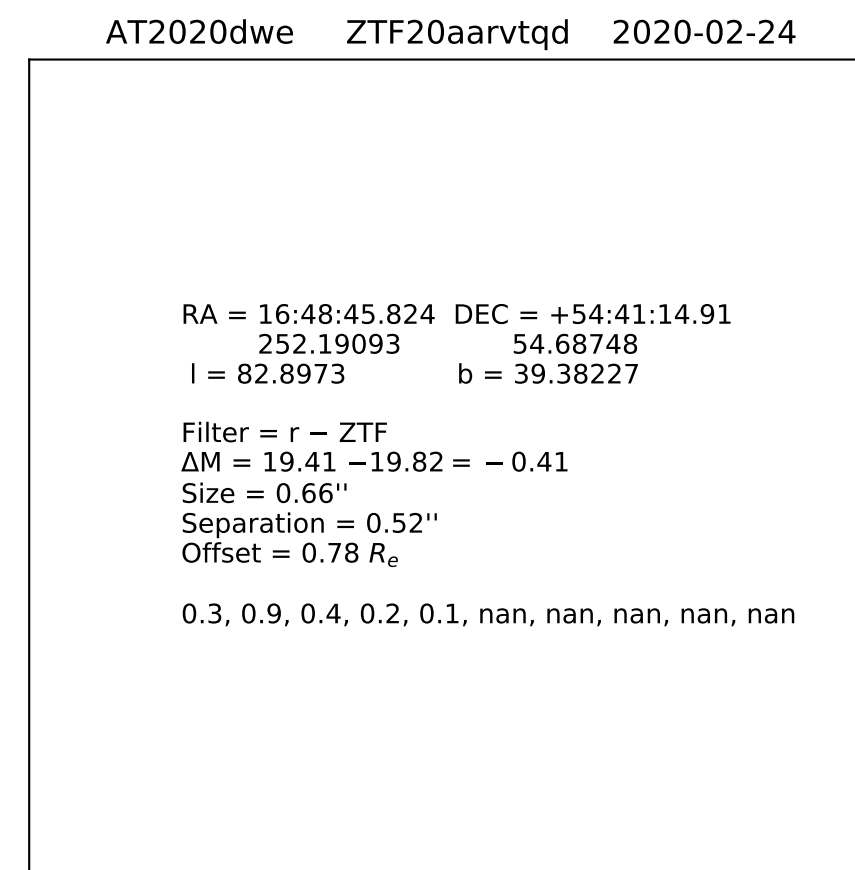 AT2020dwe ZTF20aarvtqd 2020-02-24
RA = 16:48:45.824 DEC = +54:41:14.91
252.19093 54.68748
l = 82.8973 b = 39.38227
Filter = r − ZTF
ΔM = 19.41 −19.82 = −0.41
Size = 0.66''
Separation = 0.52''
Offset = 0.78 Re
0.3, 0.9, 0.4, 0.2, 0.1, nan, nan, nan, nan, nan